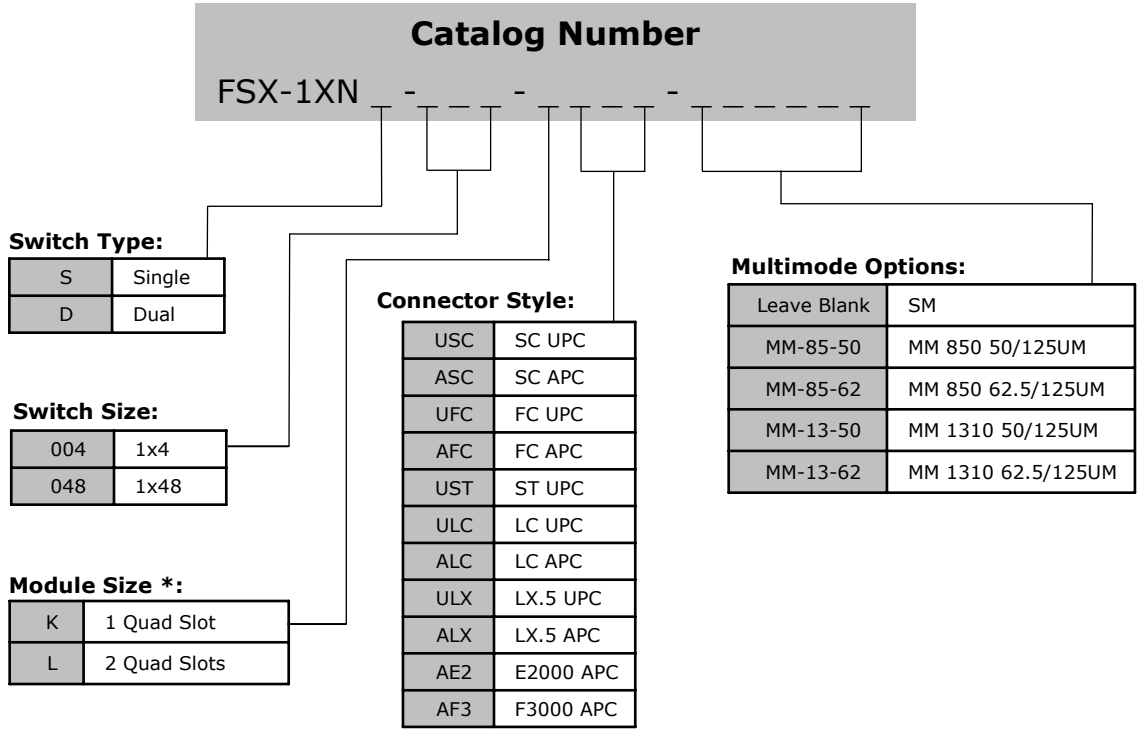 Catalog Number
FSX-1XN _ - _ _ _ - _ _ _ _ - _ _ _ _ _ _
Switch Type:
S Single
D Dual
Switch Size:
004 1x4
048 1x48
Module Size *:
K 1 Quad Slot
L 2 Quad Slots
Connector Style:
USC SC UPC
ASC SC APC
UFC FC UPC
AFC FC APC
UST ST UPC
ULC LC UPC
ALC LC APC
ULX LX.5 UPC
ALX LX.5 APC
AE2 E2000 APC
AF3 F3000 APC
Multimode Options:
Leave Blank SM
MM-85-50 MM 850 50/125UM
MM-85-62 MM 850 62.5/125UM
MM-13-50 MM 1310 50/125UM
MM-13-62 MM 1310 62.5/125UM